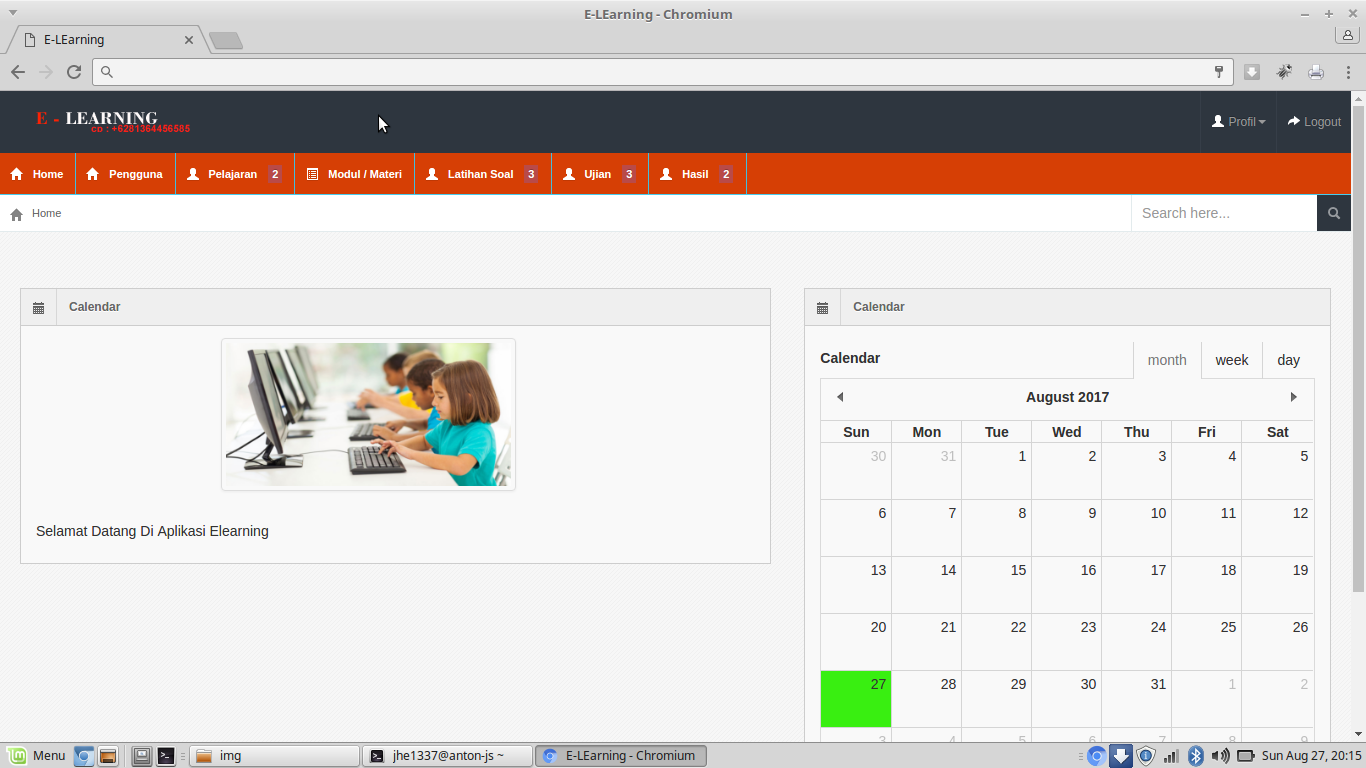 E-LEarning - Chromium
E-LEarning
E - LEARNING
co : +6281364456585
Profil
Logout
Home
Pengguna
Pelajaran 2
Modul / Materi
Latihan Soal 3
Ujian 3
Hasil 2
Home
Search here...
Calendar
Selamat Datang Di Aplikasi Elearning
Calendar
Calendar
month week day
August 2017
Sun Mon Tue Wed Thu Fri Sat
30 31 1 2 3 4 5
6 7 8 9 10 11 12
13 14 15 16 17 18 19
20 21 22 23 24 25 26
27 28 29 30 31 1 2
3 4 5 6 7 8 9
Menu
img
jhe1337@anton-js ~
E-LEarning - Chromium
Sun Aug 27, 20:15